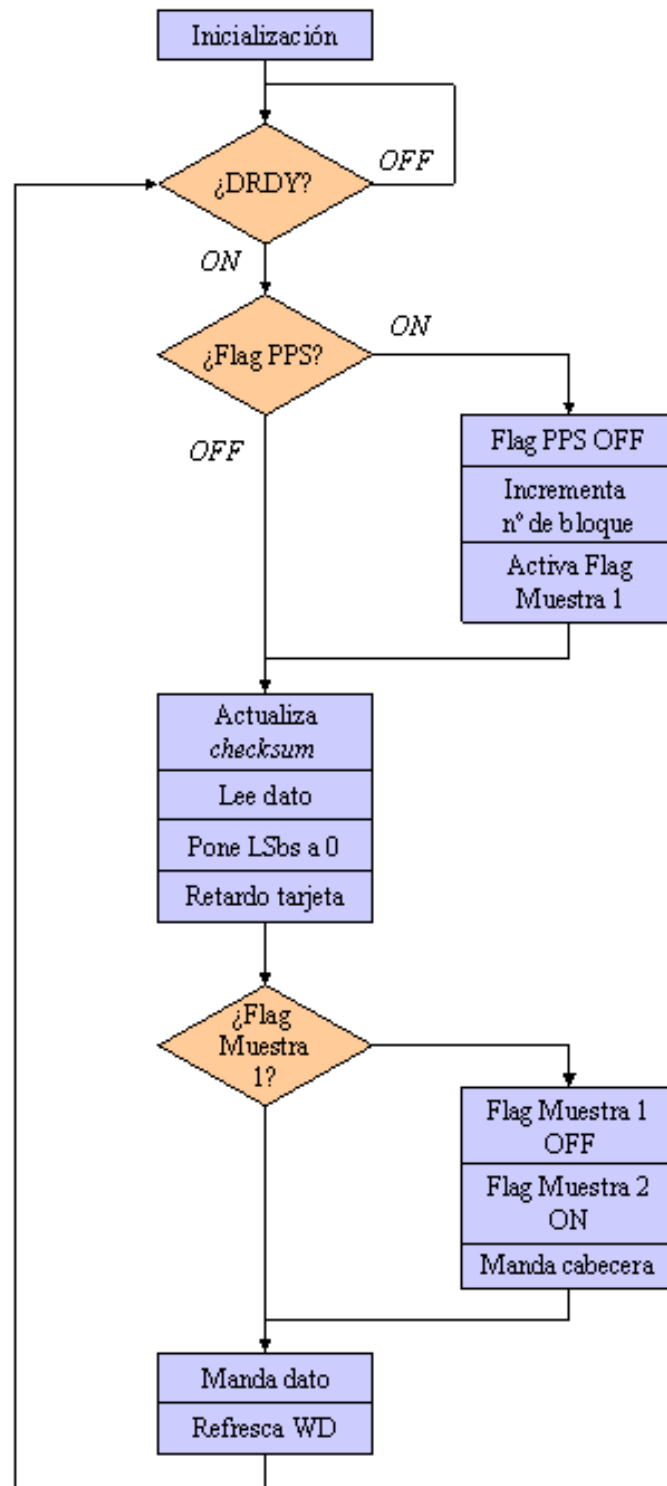 Inicialización
OFF
¿DRDY?
ON
ON
¿Flag PPS?
OFF
Flag PPS OFF
Incrementa
nº de bloque
Activa Flag
Muestra 1
Actualiza
checksum
Lee dato
Pone LSbs a 0
Retardo tarjeta
¿Flag
Muestra
1?
Flag Muestra 1
OFF
Flag Muestra 2
ON
Manda cabecera
Manda dato
Refresca WD